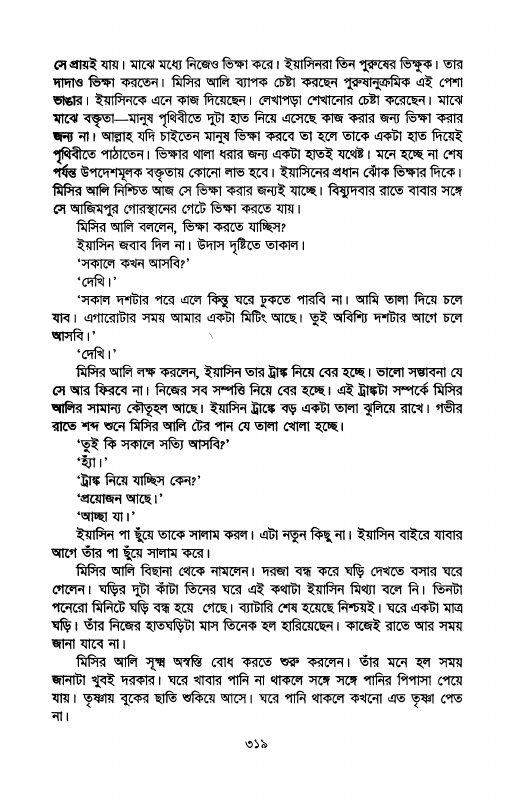 সে প্রায়ই যায়। মাঝে মধ্যে নিজেও ভিক্ষা করে। ইয়াসিনরা তিন পুরুষের ভিক্ষুক। তার
দাদাও ভিক্ষা করতেন। মিসির আলি ব্যাপক চেষ্টা করছেন পুরুষানুক্রমিক এই পেশা
ভাঙার। ইয়াসিনকে এনে কাজ দিয়েছেন। লেখাপড়া শেখানোর চেষ্টা করেছেন। মাঝে
মাঝে বক্তৃতা—মানুষ পৃথিবীতে দুটা হাত নিয়ে এসেছে কাজ করার জন্য ভিক্ষা করার
জন্য না। আল্লাহ যদি চাইতেন মানুষ ভিক্ষা করবে তা হলে তাকে একটা হাত দিয়েই
পৃথিবীতে পাঠাতেন। ভিক্ষার থালা ধরার জন্য একটা হাতই যথেষ্ট। মনে হচ্ছে না শেষ
পর্যন্ত উপদেশমূলক বক্তৃতায় কোনো লাভ হবে। ইয়াসিনের প্রধান ঝোঁক ভিক্ষার দিকে।
মিসির আলি নিশ্চিত আজ সে ভিক্ষা করার জন্যই যাচ্ছে। বিষ্যুদবার রাতে বাবার সঙ্গে
সে আজিমপুর গোরস্থানের গেটে ভিক্ষা করতে যায়।
মিসির আলি বললেন, ভিক্ষা করতে যাচ্ছিস?
ইয়াসিন জবাব দিল না। উদাস দৃষ্টিতে তাকাল।
‘সকালে কখন আসবি?’
‘দেখি।’
‘সকাল দশটার পরে এলে কিন্তু ঘরে ঢুকতে পারবি না। আমি তালা দিয়ে চলে
যাব। এগারোটার সময় আমার একটা মিটিং আছে। তুই অবিশ্যি দশটার আগে চলে
আসবি।’
‘দেখি।’
মিসির আলি লক্ষ করলেন, ইয়াসিন তার ট্রাঙ্ক নিয়ে বের হচ্ছে। ভালো সম্ভাবনা যে
সে আর ফিরবে না। নিজের সব সম্পত্তি নিয়ে বের হচ্ছে। এই ট্রাঙ্কটা সম্পর্কে মিসির
আলির সামান্য কৌতূহল আছে। ইয়াসিন ট্রাঙ্কে বড় একটা তালা ঝুলিয়ে রাখে। গভীর
রাতে শব্দ শুনে মিসির আলি টের পান যে তালা খোলা হচ্ছে।
‘তুই কি সকালে সত্যি আসবি?’
‘হ্যাঁ।’
‘ট্রাঙ্ক নিয়ে যাচ্ছিস কেন?’
‘প্রয়োজন আছে।’
‘আচ্ছা যা।’
ইয়াসিন পা ছুঁয়ে তাকে সালাম করল। এটা নতুন কিছু না। ইয়াসিন বাইরে যাবার
আগে তাঁর পা ছুঁয়ে সালাম করে।
মিসির আলি বিছানা থেকে নামলেন। দরজা বন্ধ করে ঘড়ি দেখতে বসার ঘরে
গেলেন। ঘড়ির দুটা কাঁটা তিনের ঘরে এই কথাটা ইয়াসিন মিথ্যা বলে নি। তিনটা
পনেরো মিনিটে ঘড়ি বন্ধ হয়ে গেছে। ব্যাটারি শেষ হয়েছে নিশ্চয়ই। ঘরে একটা মাত্র
ঘড়ি। তাঁর নিজের হাতঘড়িটা মাস তিনেক হল হারিয়েছেন। কাজেই রাতে আর সময়
জানা যাবে না।
মিসির আলি সূক্ষ্ম অস্বস্তি বোধ করতে শুরু করলেন। তাঁর মনে হল সময়
জানাটা খুবই দরকার। ঘরে খাবার পানি না থাকলে সঙ্গে সঙ্গে পানির পিপাসা পেয়ে
যায়। তৃষ্ণায় বুকের ছাতি শুকিয়ে আসে। ঘরে পানি থাকলে কখনো এত তৃষ্ণা পেত
না।
৩১৯